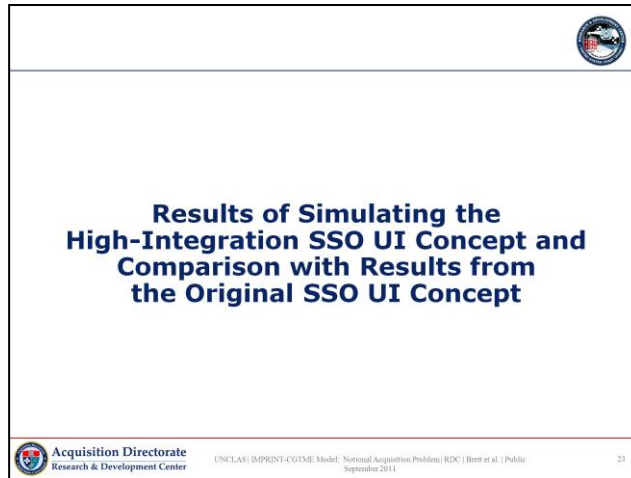 Results of Simulating the
High-Integration SSO UI Concept and
Comparison with Results from
the Original SSO UI Concept
Acquisition Directorate
Research & Development Center
UNCLAS | IMPRINT-CGTME Model: Notional Acquisition Problem | RDC | Brett et al. | Public
September 2011
23